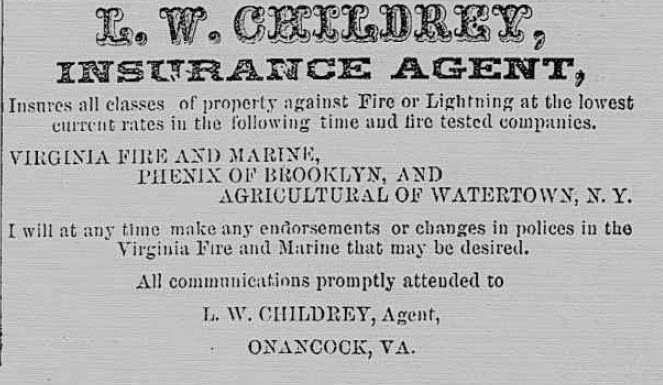 L. W. CHILDREY,
INSURANCE AGENT,
Insures all classes of property against Fire or Lightning at the lowest
current rates in the following time and fire tested companies.
VIRGINIA FIRE AND MARINE,
PHENIX OF BROOKLYN, AND
AGRICULTURAL OF WATERTOWN, N. Y.
I will at any time make any endorsements or changes in polices in the
Virginia Fire and Marine that may be desired.
All communications promptly attended to
L. W. CHILDREY, Agent,
ONANCOCK, VA.